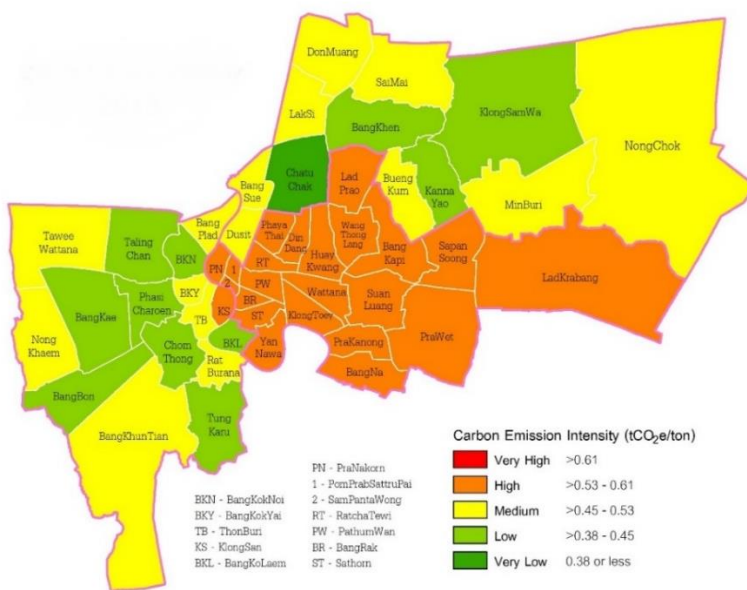 DonMuang
SaiMai
LakSi
BangKhen
KlongSamWa
NongChok
Chatu
Chak
Lad
Prao
Bueng
Kum
Kanna
Yao
MinBuri
Bang
Sue
Tawee
Wattana
Taling
Chan
BKN
Bang
Plad
Dusit
Phaya
Thai
Din
Dang
Wang
Thong
Lang
Huay
Kwang
Bang
Kapi
Sapan
Soong
LadKrabang
PN
1
2
RT
PW
BR
ST
Wattana
Suan
Luang
KlongToey
Nong
Khaem
BangKae
Phasi
Charoen
BKY
TB
KS
BKL
Yan
Nawa
PraKanong
PraWet
BangNa
Chom
Thong
Rat
Burana
BangBon
BangKhunTian
Tung
Karu
BKN - BangKokNoi
BKY - BangKokYai
TB - ThonBuri
KS - KlongSan
BKL - BangKoLaem
PN - PraNakorn
1 - PomPrabSattruPai
2 - SamPantaWong
RT - RatchaTewi
PW - PathumWan
BR - BangRak
ST - Sathorn
Carbon Emission Intensity (tCO₂e/ton)
Very High >0.61
High >0.53 - 0.61
Medium >0.45 - 0.53
Low >0.38 - 0.45
Very Low 0.38 or less